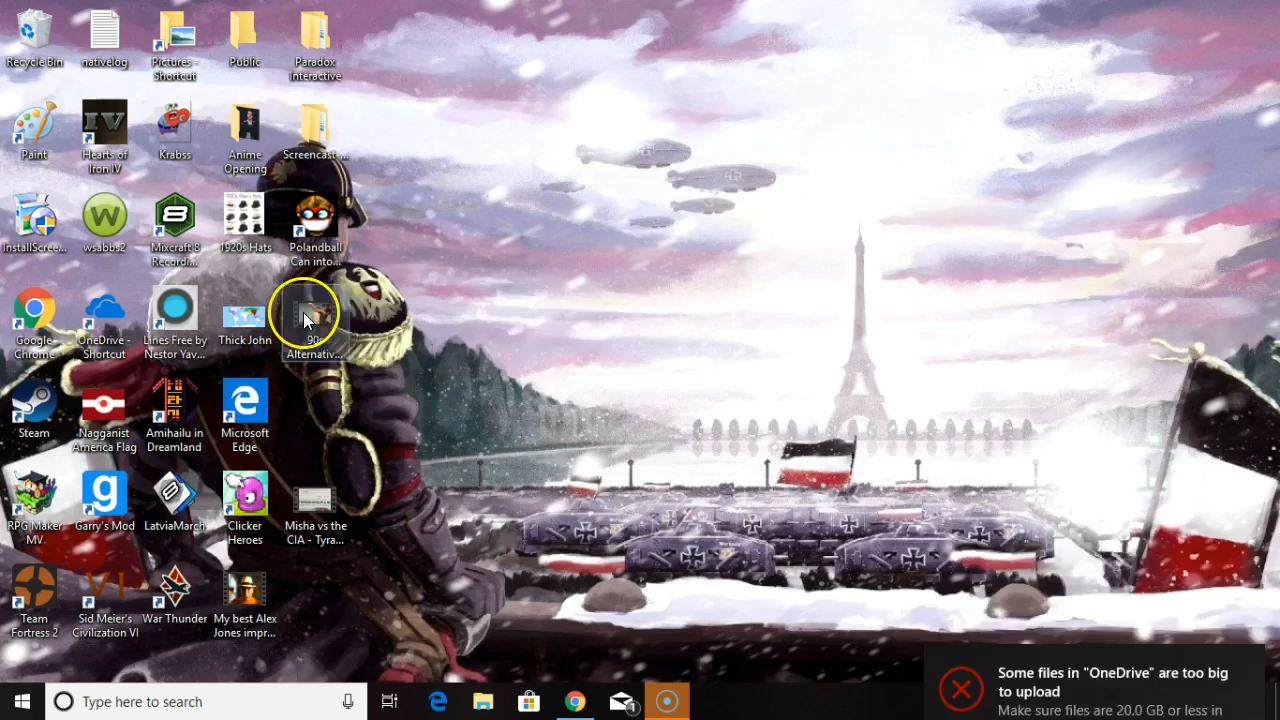 Recycle Bin
nativelog
Pictures - Shortcut
Public
Paradox Interactive
Paint
IV
Hearts of Iron IV
Krabss
Anime Opening
Screencast-...
InstallScree...
W
wsabbs2
8
Mixcraft 8 Recordi...
1920s Hats
Polandball Can into...
Google Chrome
OneDrive - Shortcut
Lines Free by Nestor Yav...
Thick John
90s Alternativ...
Steam
Nagganist America Flag
Amihailu in Dreamland
Microsoft Edge
RPG Maker MV
g
Garry's Mod
LatviaMarch
Clicker Heroes
Misha vs the CIA - Tyra...
Team Fortress 2
VI
Sid Meier's Civilization VI
War Thunder
My best Alex Jones impr...
Some files in "OneDrive" are too big
to upload
Make sure files are 20.0 GB or less in
Type here to search
1